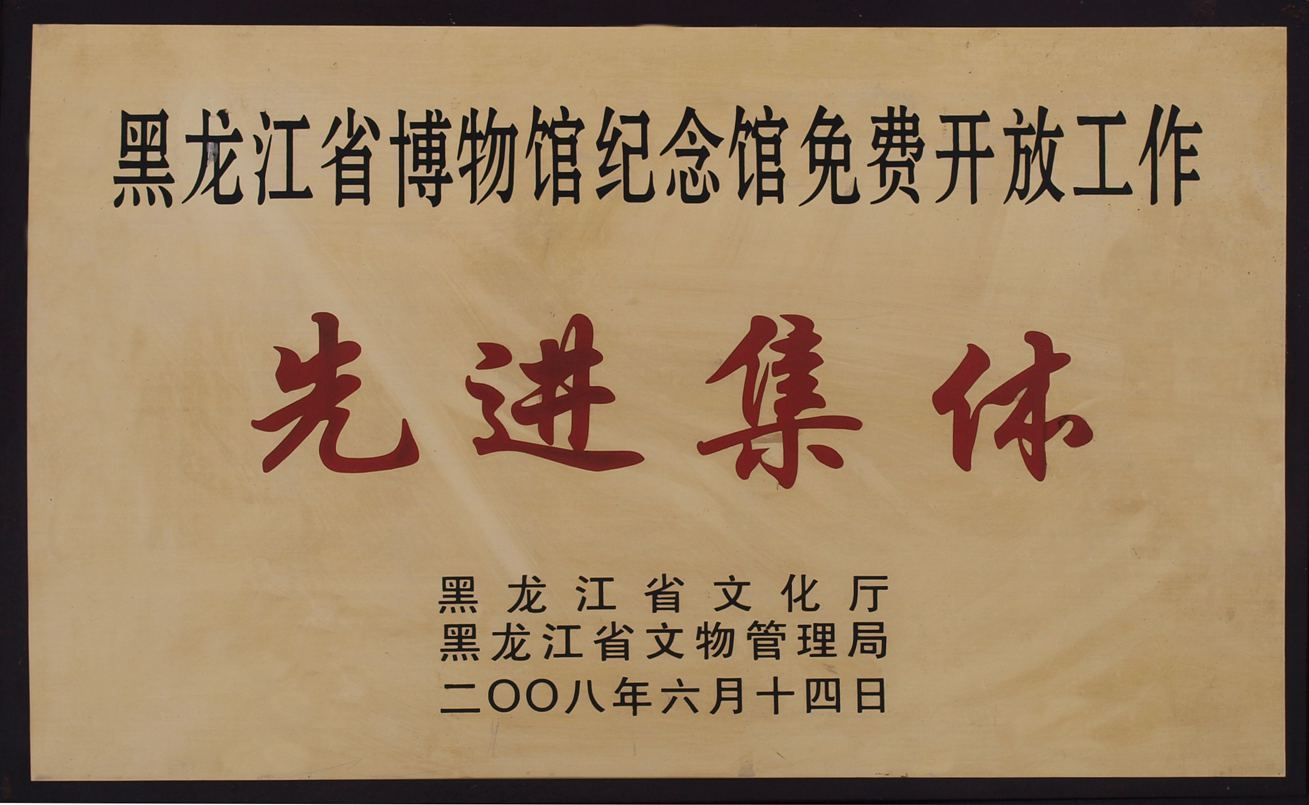 黑龙江省博物馆纪念馆免费开放工作
先进集体
黑龙江省文化厅
黑龙江省文物管理局
二〇〇八年六月十四日